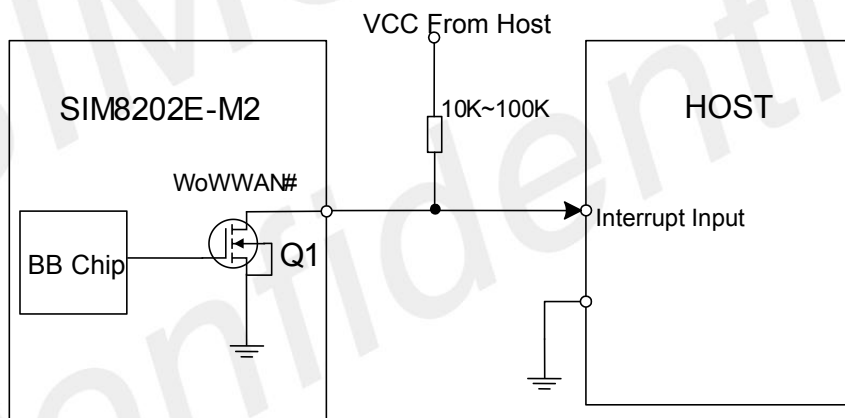 VCC From Host
SIM8202E-M2
10K~100K
HOST
WoWWAN#
Interrupt Input
BB Chip
Q1